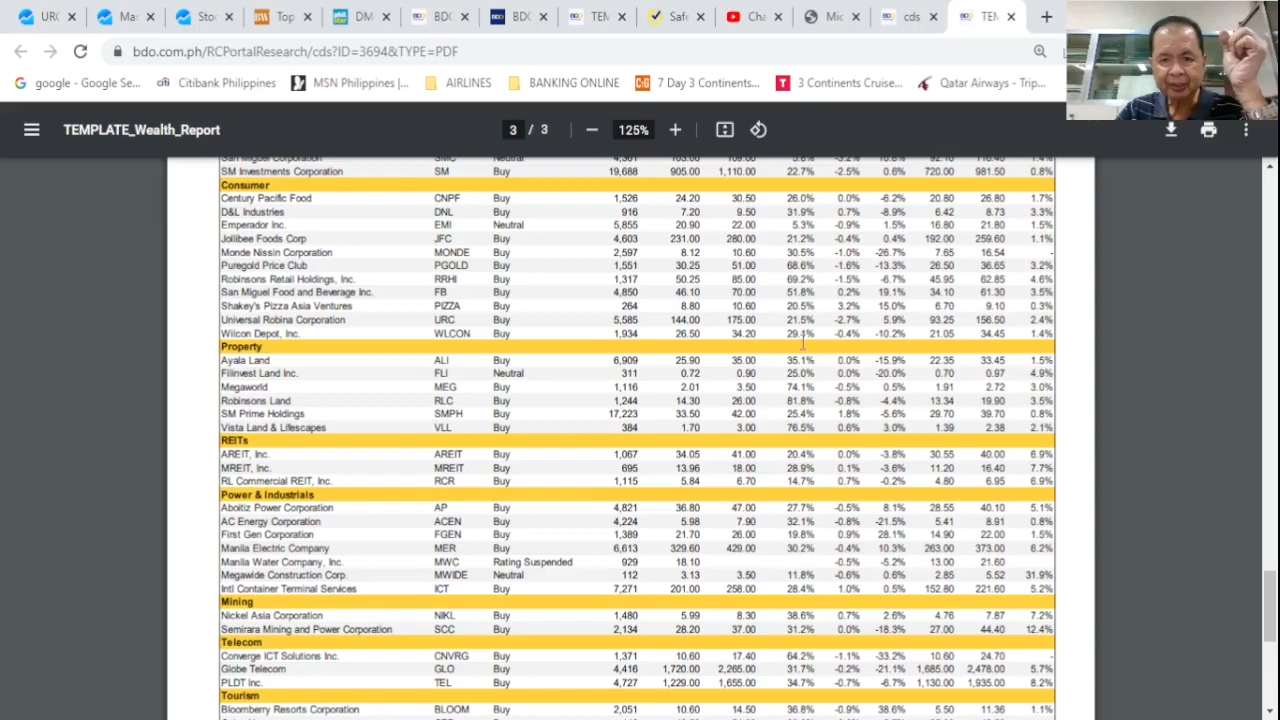 URC
Mar
Stoc
Top
DM
BDC
BDC
TEM
Safe
Cha
Mic
cds
TEN
bdo.com.ph/RCPortalResearch/cds?ID=3694&TYPE=PDF
google - Google Se... Citibank Philippines MSN Philippines |... AIRLINES BANKING ONLINE 7 Day 3 Continents... 3 Continents Cruise... Qatar Airways - Trip...
TEMPLATE_Wealth_Report 3 / 3 125%
San Miguel Corporation SMC Neutral
SM Investments Corporation SM Buy 19,688 905.00 1,110.00 22.7% -2.5% 0.6% 720.00 981.50 0.8%
Consumer
Century Pacific Food CNPF Buy 1,526 24.20 30.50 26.0% 0.0% -6.2% 20.80 26.80 1.7%
D&L Industries DNL Buy 916 7.20 9.50 31.9% 0.7% -8.9% 6.42 8.73 3.3%
Emperador Inc. EMI Neutral 5,855 20.90 22.00 5.3% -0.9% 1.5% 16.80 21.80 1.5%
Jollibee Foods Corp JFC Buy 4,603 231.00 280.00 21.2% -0.4% 0.4% 192.00 259.60 1.1%
Monde Nissin Corporation MONDE Buy 2,597 8.12 10.60 30.5% -1.0% -26.7% 7.65 16.54 -
Puregold Price Club PGOLD Buy 1,551 30.25 51.00 68.6% -1.6% -13.3% 26.50 36.65 3.2%
Robinsons Retail Holdings, Inc. RRHI Buy 1,317 50.25 85.00 69.2% -1.5% -6.7% 45.95 62.85 4.6%
San Miguel Food and Beverage Inc. FB Buy 4,850 46.10 70.00 51.8% 0.2% 19.1% 34.10 61.30 3.5%
Shakey's Pizza Asia Ventures PIZZA Buy 264 8.80 10.60 20.5% 3.2% 15.0% 6.70 9.10 0.3%
Universal Robina Corporation URC Buy 5,585 144.00 175.00 21.5% -2.7% 5.9% 93.25 156.50 2.4%
Wilcon Depot, Inc. WLCON Buy 1,934 26.50 34.20 29.1% -0.4% -10.2% 21.05 34.45 1.4%
Property
Ayala Land ALI Buy 6,909 25.90 35.00 35.1% 0.0% -15.9% 22.35 33.45 1.5%
Filinvest Land Inc. FLI Neutral 311 0.72 0.90 25.0% 0.0% -20.0% 0.70 0.97 4.9%
Megaworld MEG Buy 1,116 2.01 3.50 74.1% -0.5% 0.5% 1.91 2.72 3.0%
Robinsons Land RLC Buy 1,244 14.30 26.00 81.8% -0.8% -4.4% 13.34 19.90 3.5%
SM Prime Holdings SMPH Buy 17,223 33.50 42.00 25.4% 1.8% -5.6% 29.70 39.70 0.8%
Vista Land & Lifescapes VLL Buy 384 1.70 3.00 76.5% 0.6% 3.0% 1.39 2.38 2.1%
REITs
AREIT, Inc. AREIT Buy 1,067 34.05 41.00 20.4% 0.0% -3.8% 30.55 40.00 6.9%
MREIT, Inc. MREIT Buy 695 13.96 18.00 28.9% 0.1% -3.6% 11.20 16.40 7.7%
RL Commercial REIT, Inc. RCR Buy 1,115 5.84 6.70 14.7% 0.7% -0.2% 4.80 6.95 6.9%
Power & Industrials
Aboitiz Power Corporation AP Buy 4,821 36.80 47.00 27.7% -0.5% 8.1% 28.55 40.10 5.1%
AC Energy Corporation ACEN Buy 4,224 5.98 7.90 32.1% -0.8% -21.5% 5.41 8.91 0.8%
First Gen Corporation FGEN Buy 1,389 21.70 26.00 19.8% 0.9% 28.1% 14.90 22.00 1.5%
Manila Electric Company MER Buy 6,613 329.60 429.00 30.2% -0.4% 10.3% 263.00 373.00 6.2%
Manila Water Company, Inc. MWC Rating Suspended 929 18.10 -0.5% -5.2% 13.00 21.60
Megawide Construction Corp. MWIDE Neutral 112 3.13 3.50 11.8% -0.6% 0.6% 2.85 5.52 31.9%
Intl Container Terminal Services ICT Buy 7,271 201.00 258.00 28.4% 1.0% 0.5% 152.80 221.60 5.2%
Mining
Nickel Asia Corporation NIKL Buy 1,480 5.99 8.30 38.6% 0.7% 2.6% 4.76 7.87 7.2%
Semirara Mining and Power Corporation SCC Buy 2,134 28.20 37.00 31.2% 0.0% -18.3% 27.00 44.40 12.4%
Telecom
Converge ICT Solutions Inc. CNVRG Buy 1,371 10.60 17.40 64.2% -1.1% -33.2% 10.60 24.70 -
Globe Telecom GLO Buy 4,416 1,720.00 2,265.00 31.7% -0.2% -21.1% 1,685.00 2,478.00 5.7%
PLDT Inc. TEL Buy 4,727 1,229.00 1,655.00 34.7% -0.7% -6.7% 1,130.00 1,935.00 8.2%
Tourism
Bloomberry Resorts Corporation BLOOM Buy 2,051 10.60 14.50 36.8% -0.9% 38.6% 5.50 11.36 1.1%